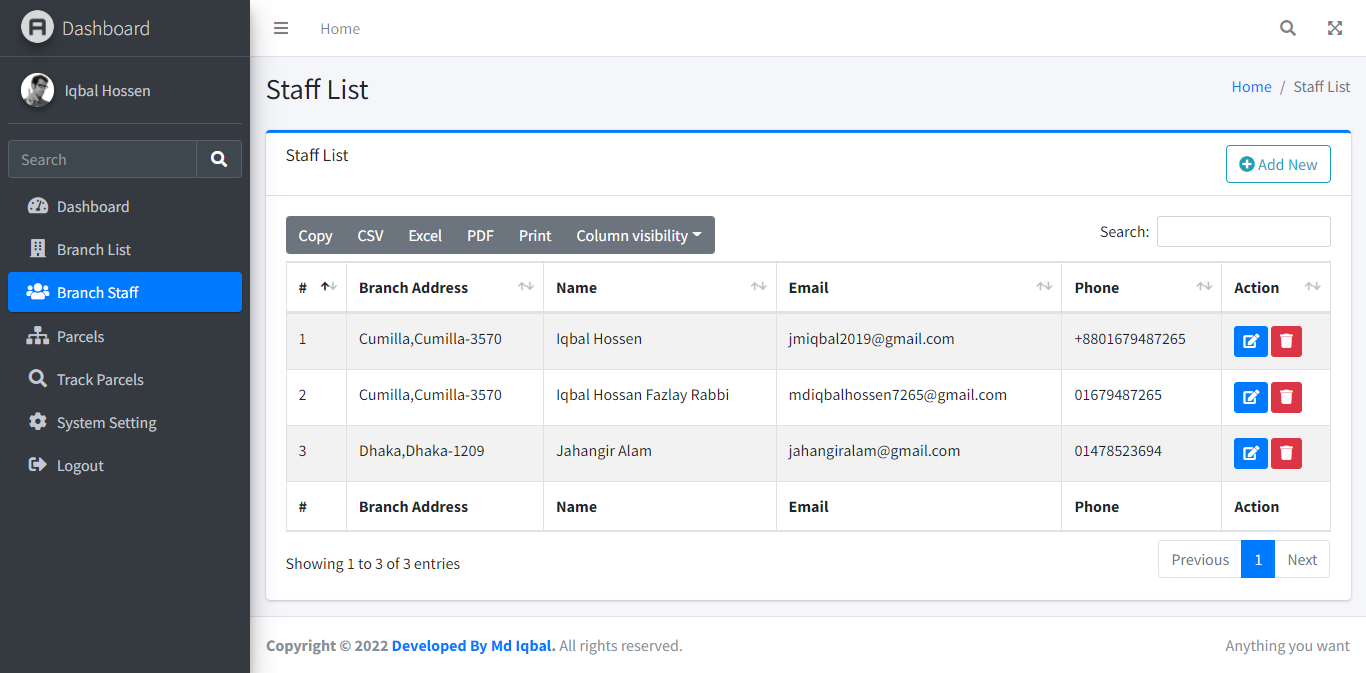 Dashboard
Home
Iqbal Hossen
Staff List
Home / Staff List
Search
Dashboard
Branch List
Branch Staff
Parcels
Track Parcels
System Setting
Logout
Staff List
Add New
Copy CSV Excel PDF Print Column visibility
Search:
# Branch Address Name Email Phone Action
1 Cumilla,Cumilla-3570 Iqbal Hossen jmiqbal2019@gmail.com +8801679487265
2 Cumilla,Cumilla-3570 Iqbal Hossan Fazlay Rabbi mdiqbalhossen7265@gmail.com 01679487265
3 Dhaka,Dhaka-1209 Jahangir Alam jahangiralam@gmail.com 01478523694
# Branch Address Name Email Phone Action
Showing 1 to 3 of 3 entries
Previous 1 Next
Copyright © 2022 Developed By Md Iqbal. All rights reserved.
Anything you want